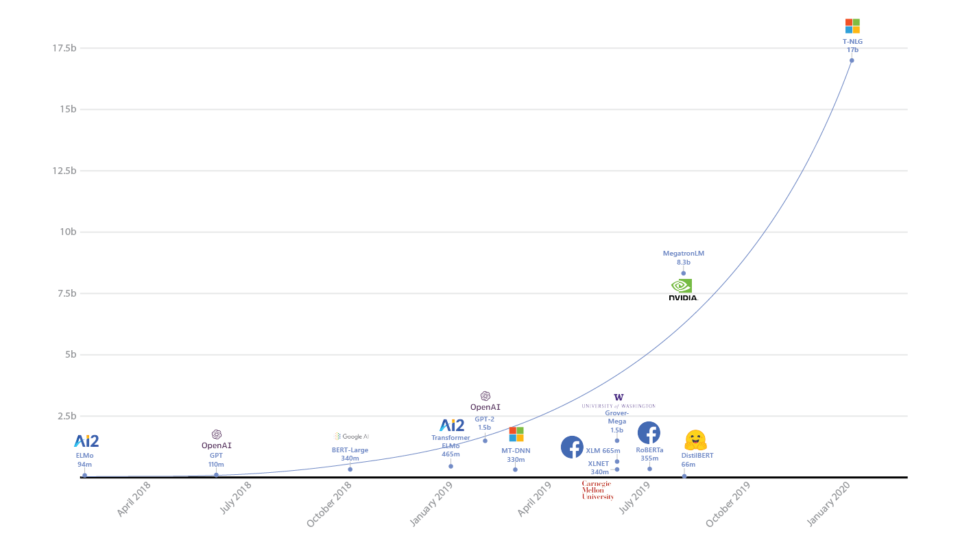 17.5b
15b
12.5b
10b
7.5b
5b
2.5b
T-NLG
17b
MegatronLM
8.3b
NVIDIA
OpenAI
GPT-2
1.5b
W
UNIVERSITY of WASHINGTON
Grover-
Mega
1.5b
Ai2
Transformer
ELMo
465m
MT-DNN
330m
XLM 665m
XLNET
340m
Carnegie
Mellon
University
RoBERTa
355m
DistilBERT
66m
Google AI
BERT-Large
340m
OpenAI
GPT
110m
Ai2
ELMo
94m
April 2018
July 2018
October 2018
January 2019
April 2019
July 2019
October 2019
January 2020